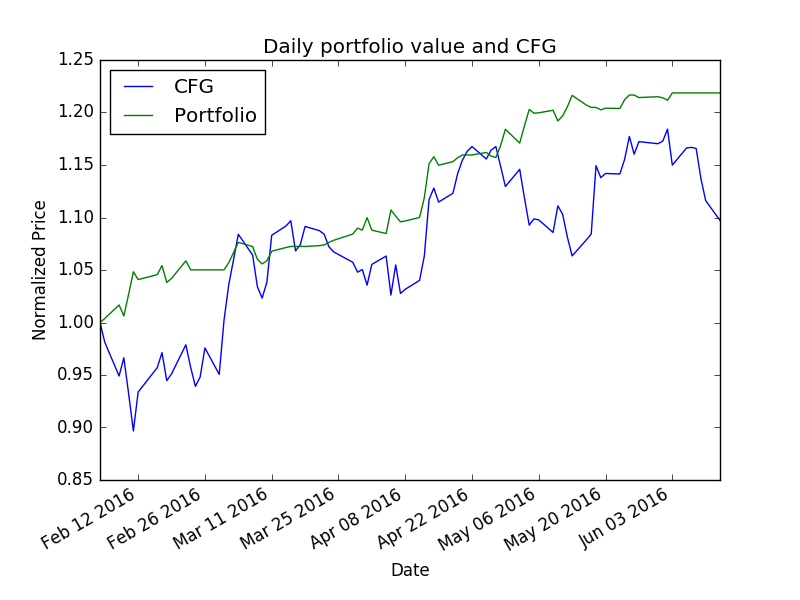 Daily portfolio value and CFG
CFG
Portfolio
Normalized Price
1.25
1.20
1.15
1.10
1.05
1.00
0.95
0.90
0.85
Feb 12 2016
Feb 26 2016
Mar 11 2016
Mar 25 2016
Apr 08 2016
Apr 22 2016
May 06 2016
May 20 2016
Jun 03 2016
Date